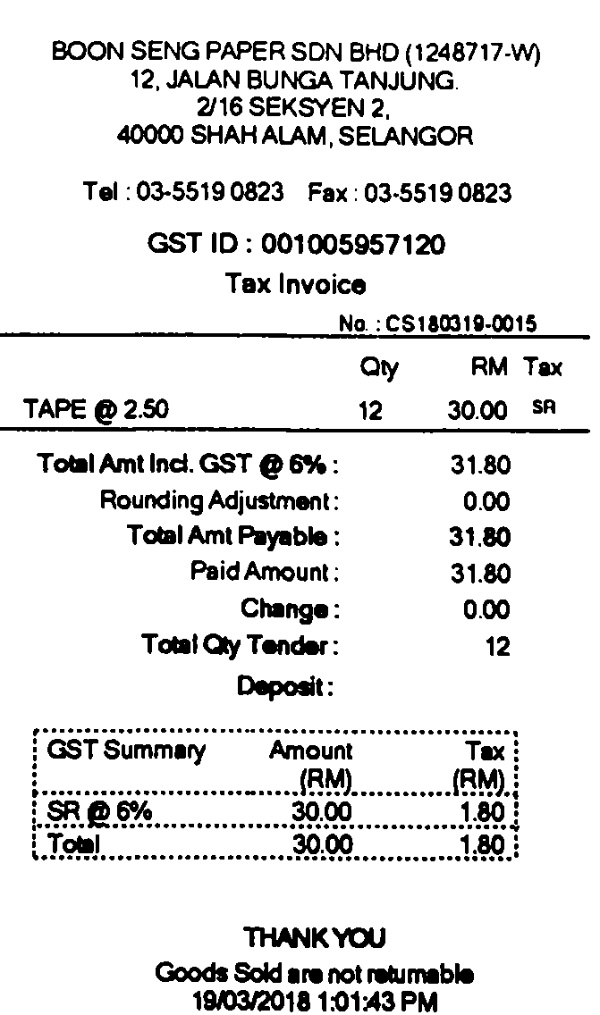 BOON SENG PAPER SDN BHD (1248717-W)
12, JALAN BUNGA TANJUNG.
2/16 SEKSYEN 2,
40000 SHAH ALAM, SELANGOR
Tel : 03-5519 0823 Fax : 03-5519 0823
GST ID : 001005957120
Tax Invoice
No. : CS180319-0015
Qty RM Tax
TAPE @ 2.50 12 30.00 SR
Total Amt Incl. GST @ 6% : 31.80
Rounding Adjustment : 0.00
Total Amt Payable : 31.80
Paid Amount : 31.80
Change : 0.00
Total Qty Tender : 12
Deposit :
GST Summary Amount Tax
(RM) (RM)
SR @ 6% 30.00 1.80
Total 30.00 1.80
THANK YOU
Goods Sold are not returnable
19/03/2018 1:01:43 PM